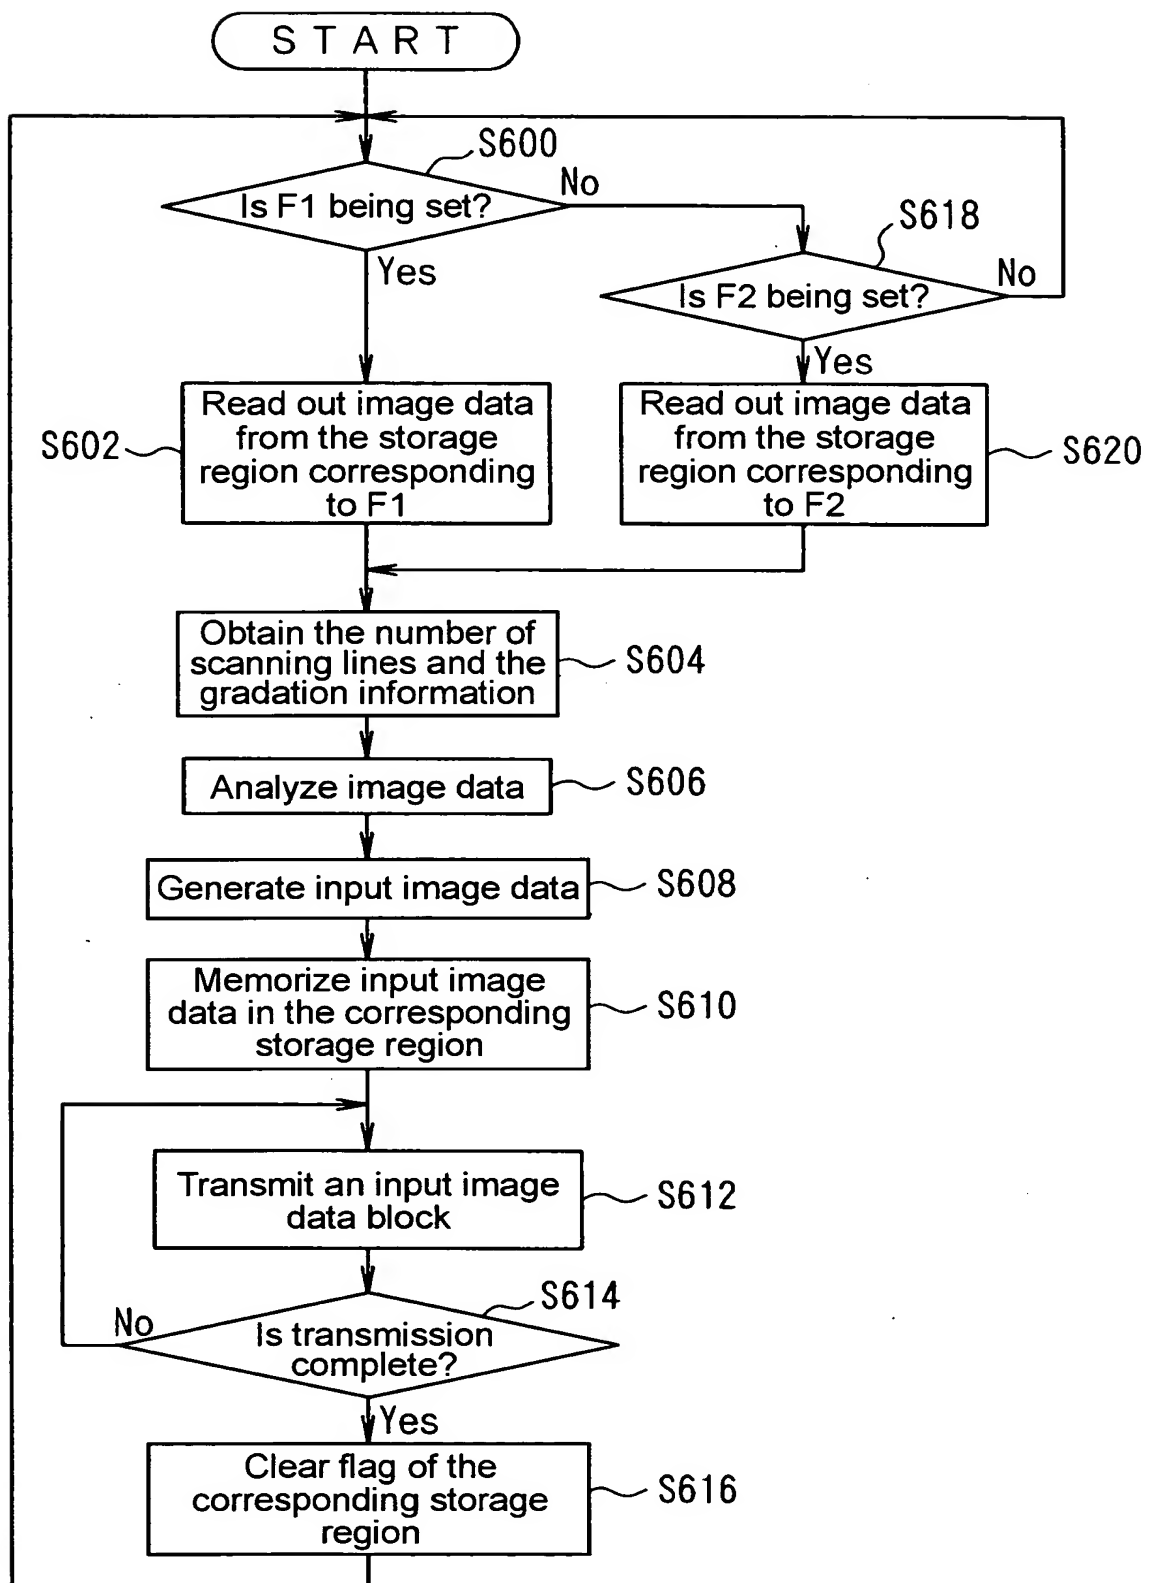 START
S600
Is F1 being set?
No
Yes
S618
Is F2 being set?
No
Yes
S602
Read out image data
from the storage
region corresponding
to F1
Read out image data
from the storage
region corresponding
to F2
S620
Obtain the number of
scanning lines and the
gradation information
S604
Analyze image data
S606
Generate input image data
S608
Memorize input image
data in the corresponding
storage region
S610
Transmit an input image
data block
S612
S614
No
Is transmission
complete?
Yes
Clear flag of the
corresponding storage
region
S616